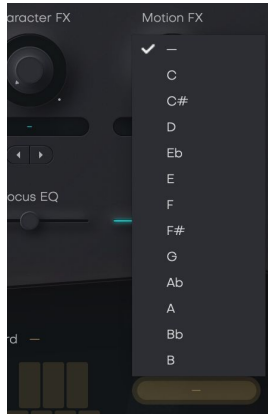 aracter FX
Motion FX
–
C
C#
D
Eb
E
F
F#
G
Ab
A
Bb
B
–
ocus EQ
rd –
–